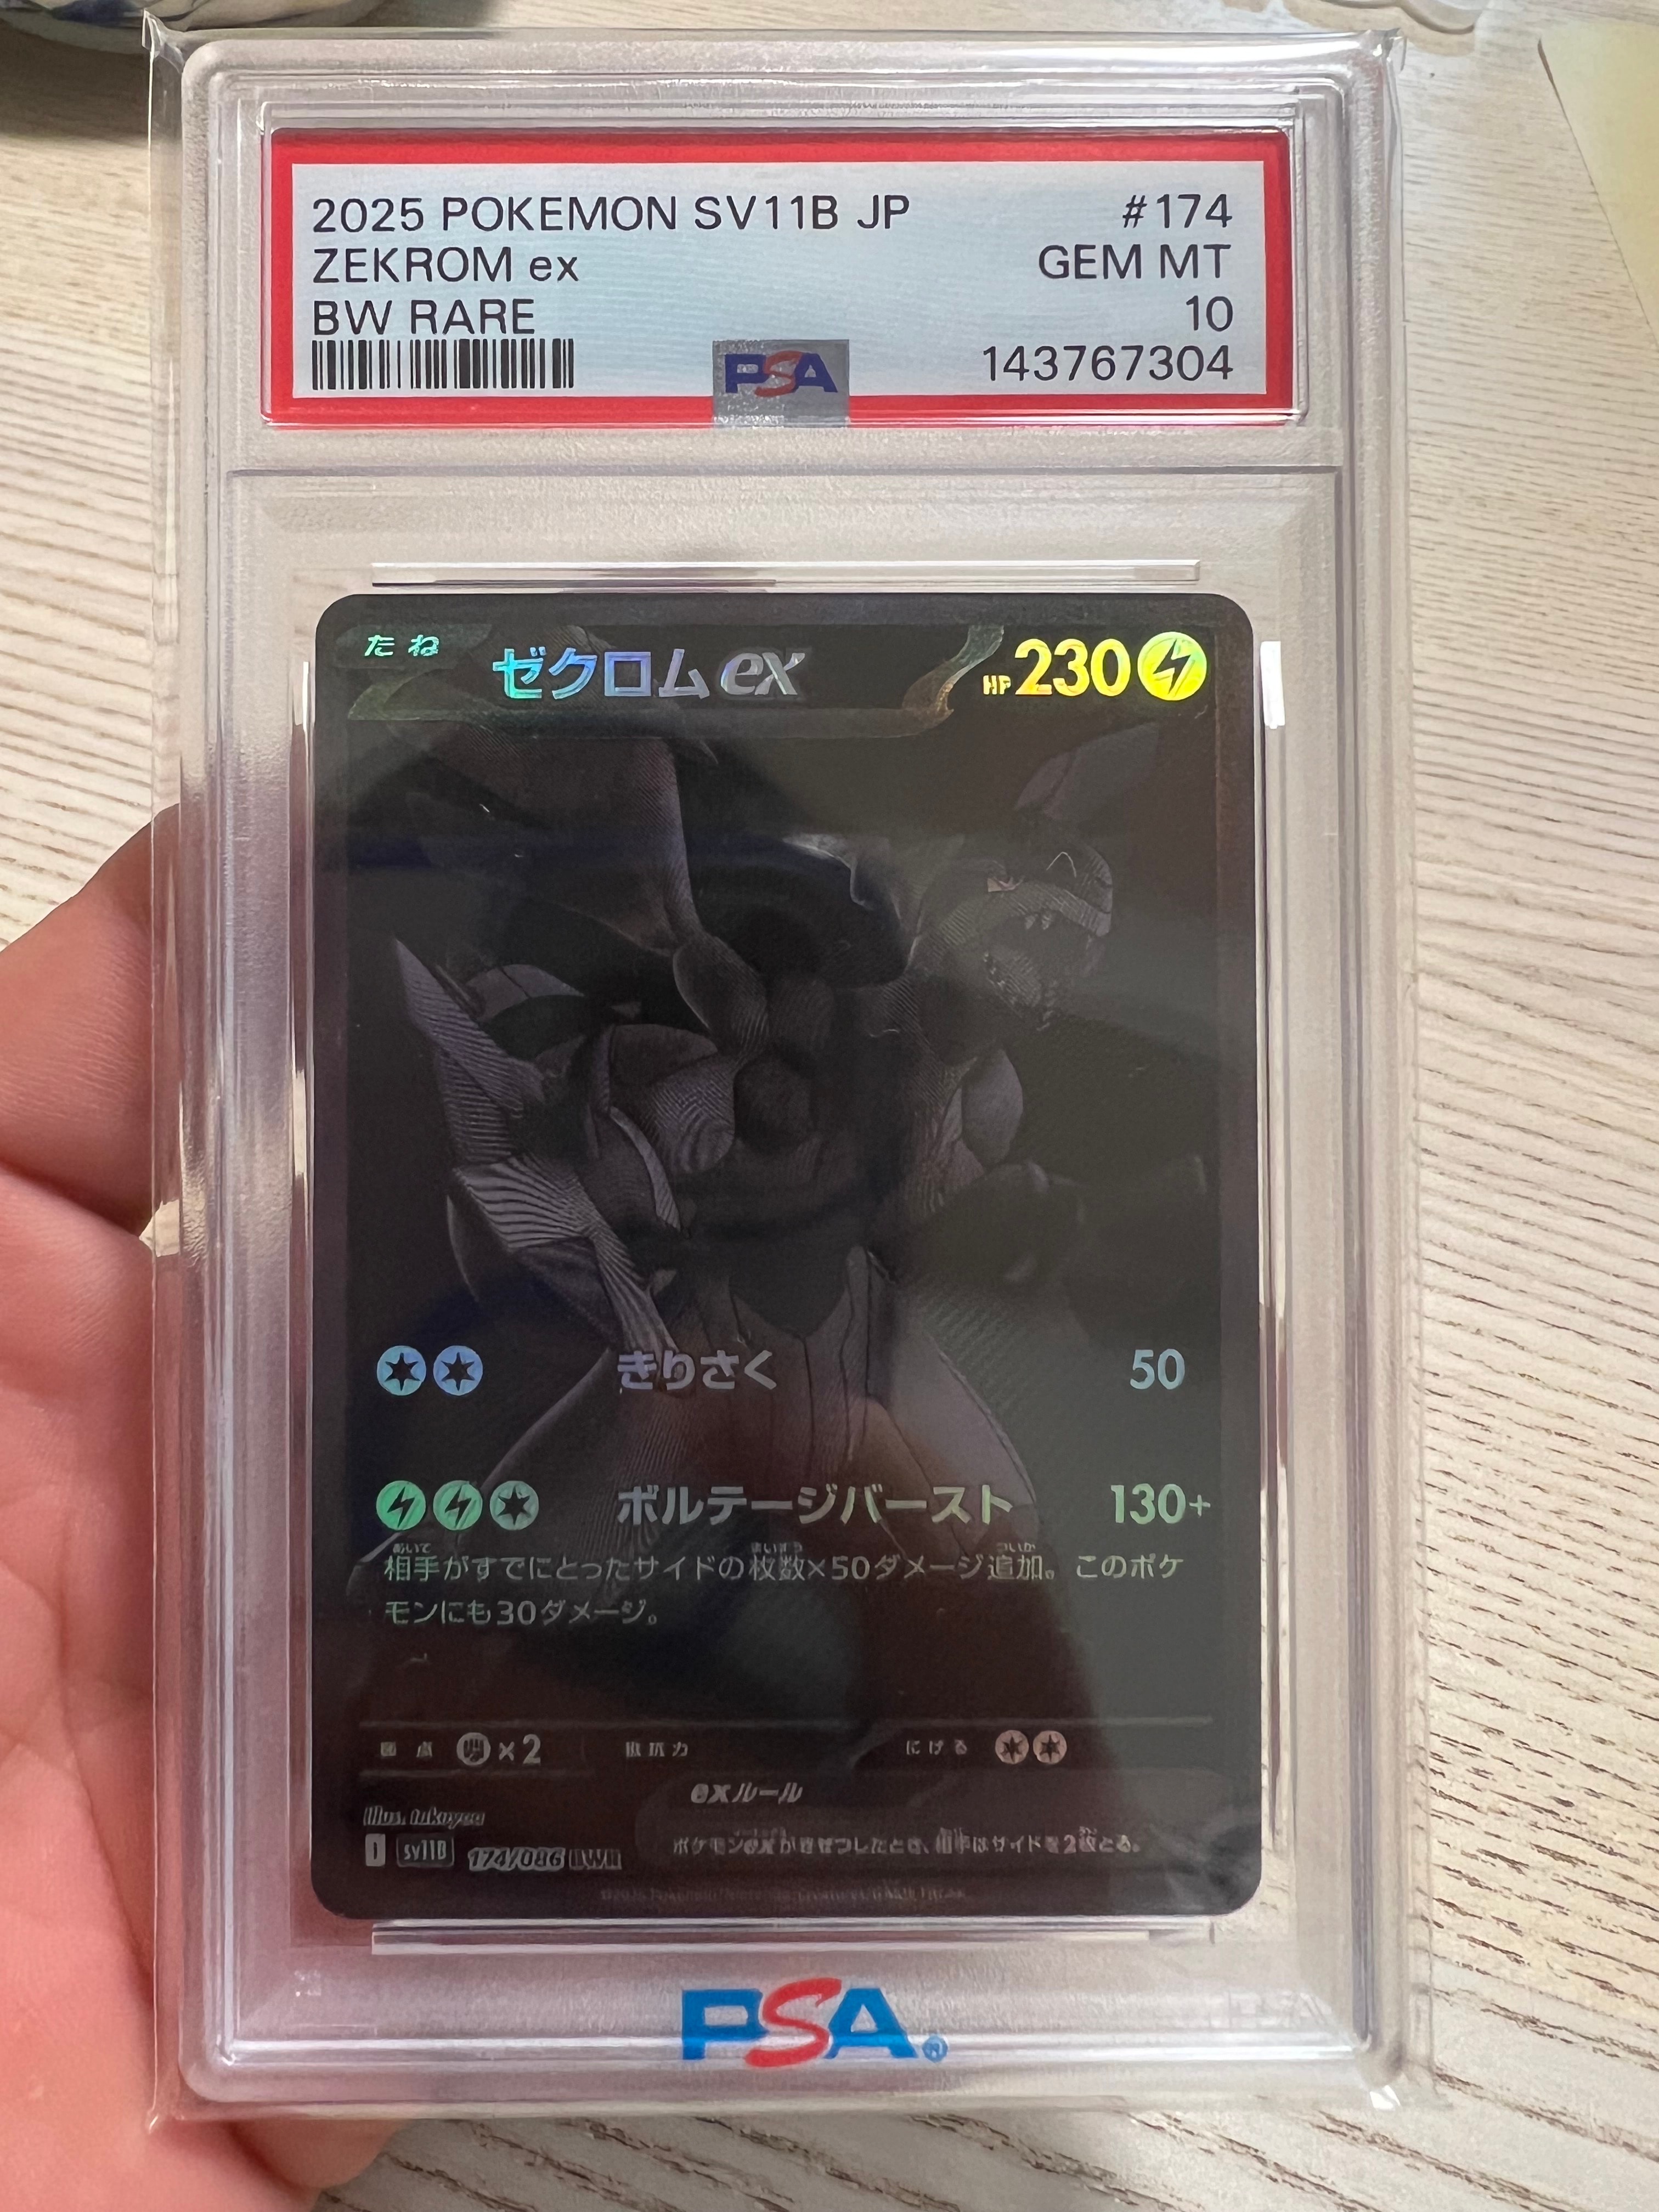 2025 POKEMON SV11B JP #174
ZEKROM ex GEM MT
BW RARE 10
PSA 143767304
たね ゼクロムex HP230
きりさく 50
ボルテージバースト 130+
相手がすでにとったサイドの枚数×50ダメージ追加。このポケ
モンにも30ダメージ。
弱点 ×2 抵抗力 にげる
exルール
ポケモンexがきぜつしたとき、相手はサイドを2枚とる。
Illus. takuyoa
I sv11B 174/086 BWR
PSA®